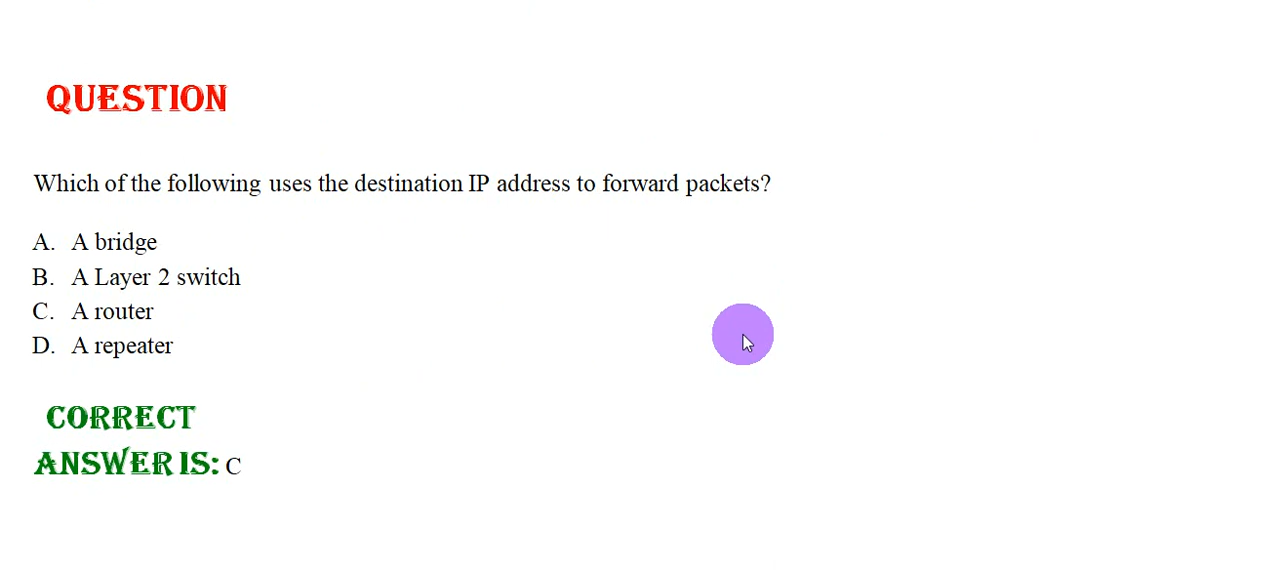 QUESTION
Which of the following uses the destination IP address to forward packets?
A. A bridge
B. A Layer 2 switch
C. A router
D. A repeater
CORRECT
ANSWER IS: C